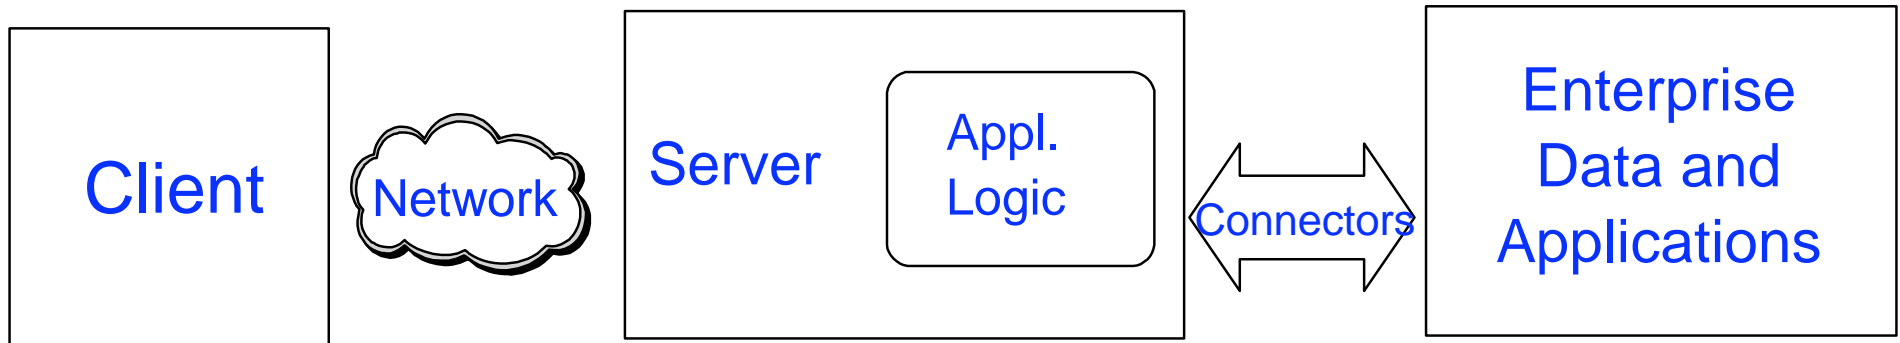 Client
Network
Server
Appl.
Logic
Connectors
Enterprise
Data and
Applications